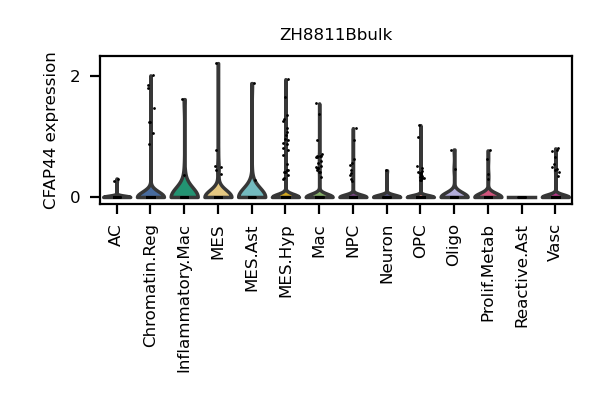 ZH8811Bbulk
CFAP44 expression
2
0
AC
Chromatin.Reg
Inflammatory.Mac
MES
MES.Ast
MES.Hyp
Mac
NPC
Neuron
OPC
Oligo
Prolif.Metab
Reactive.Ast
Vasc